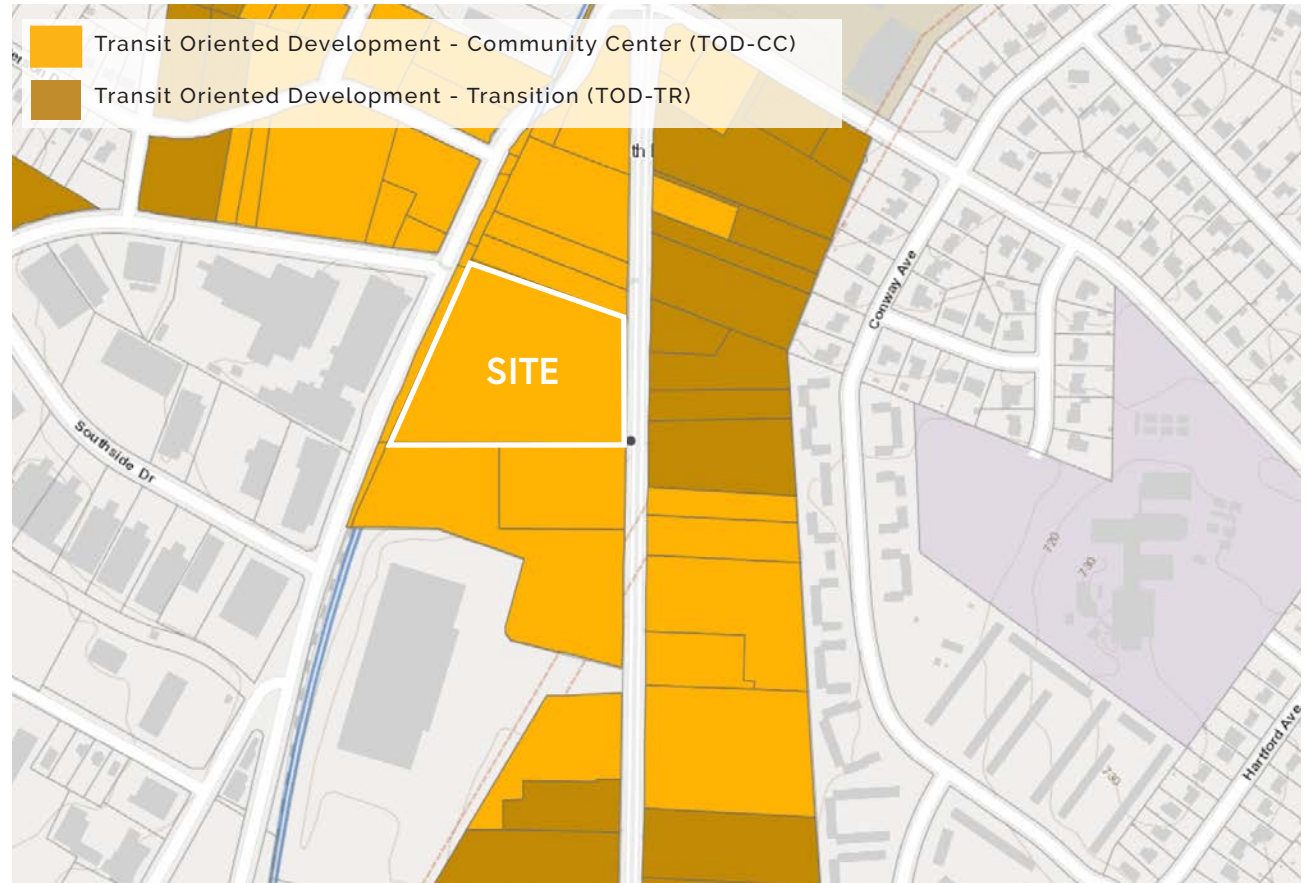 Transit Oriented Development - Community Center (TOD-CC)
Transit Oriented Development - Transition (TOD-TR)
SITE
Conway Ave
Southside Dr
720
730
730
Hartford Ave